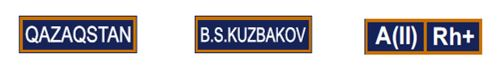 QAZAQSTAN
B.S.KUZBAKOV
A(II) Rh+